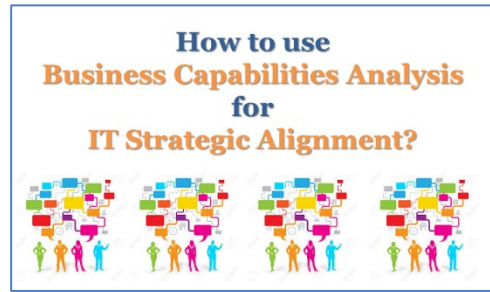 How to use
Business Capabilities Analysis
for
IT Strategic Alignment?